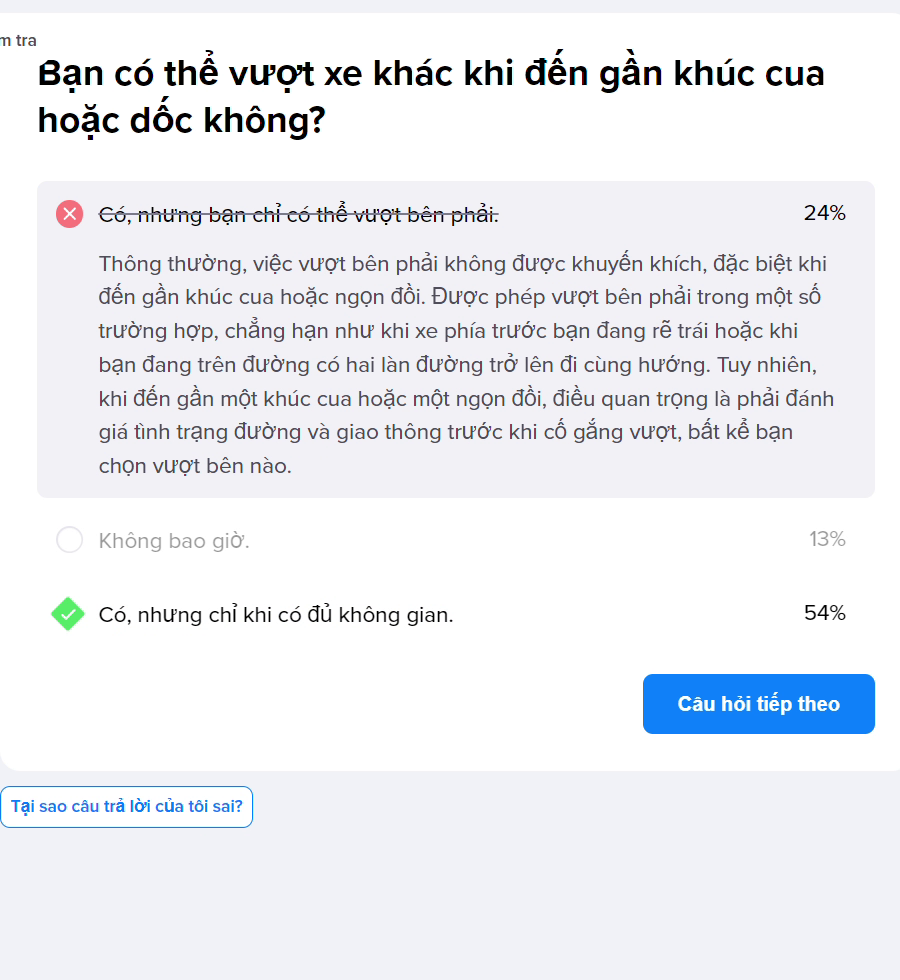 m tra
Bạn có thể vượt xe khác khi đến gần khúc cua
hoặc dốc không?
Có, nhưng bạn chỉ có thể vượt bên phải.
24%
Thông thường, việc vượt bên phải không được khuyến khích, đặc biệt khi
đến gần khúc cua hoặc ngọn đồi. Được phép vượt bên phải trong một số
trường hợp, chẳng hạn như khi xe phía trước bạn đang rẽ trái hoặc khi
bạn đang trên đường có hai làn đường trở lên đi cùng hướng. Tuy nhiên,
khi đến gần một khúc cua hoặc một ngọn đồi, điều quan trọng là phải đánh
giá tình trạng đường và giao thông trước khi cố gắng vượt, bất kể bạn
chọn vượt bên nào.
Không bao giờ.
13%
Có, nhưng chỉ khi có đủ không gian.
54%
Câu hỏi tiếp theo
Tại sao câu trả lời của tôi sai?